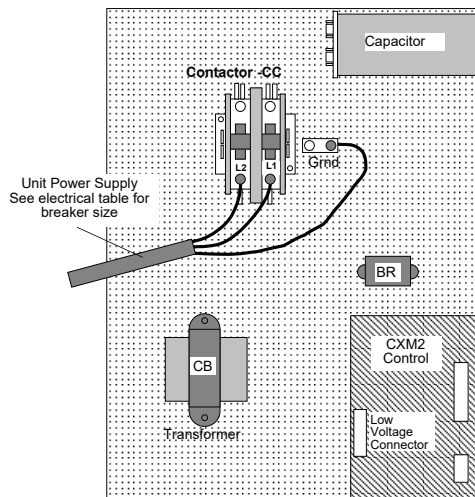 Capacitor
Contactor -CC
L2
L1
Grnd
Unit Power Supply
See electrical table for
breaker size
BR
CXM2
Control
CB
Low
Voltage
Connector
Transformer